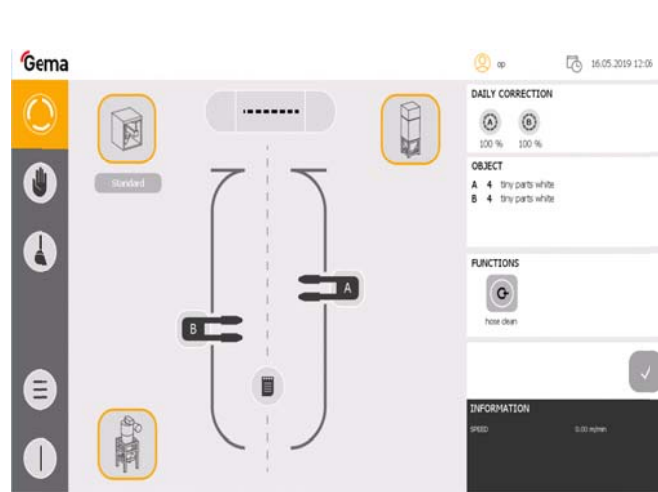 Gema
op
16.05.2019 12:06
DAILY CORRECTION
A B
100 % 100 %
OBJECT
A 4 tiny parts white
B 4 tiny parts white
Standard
FUNCTIONS
A
B
hose clean
INFORMATION
SPEED 0.00 m/min